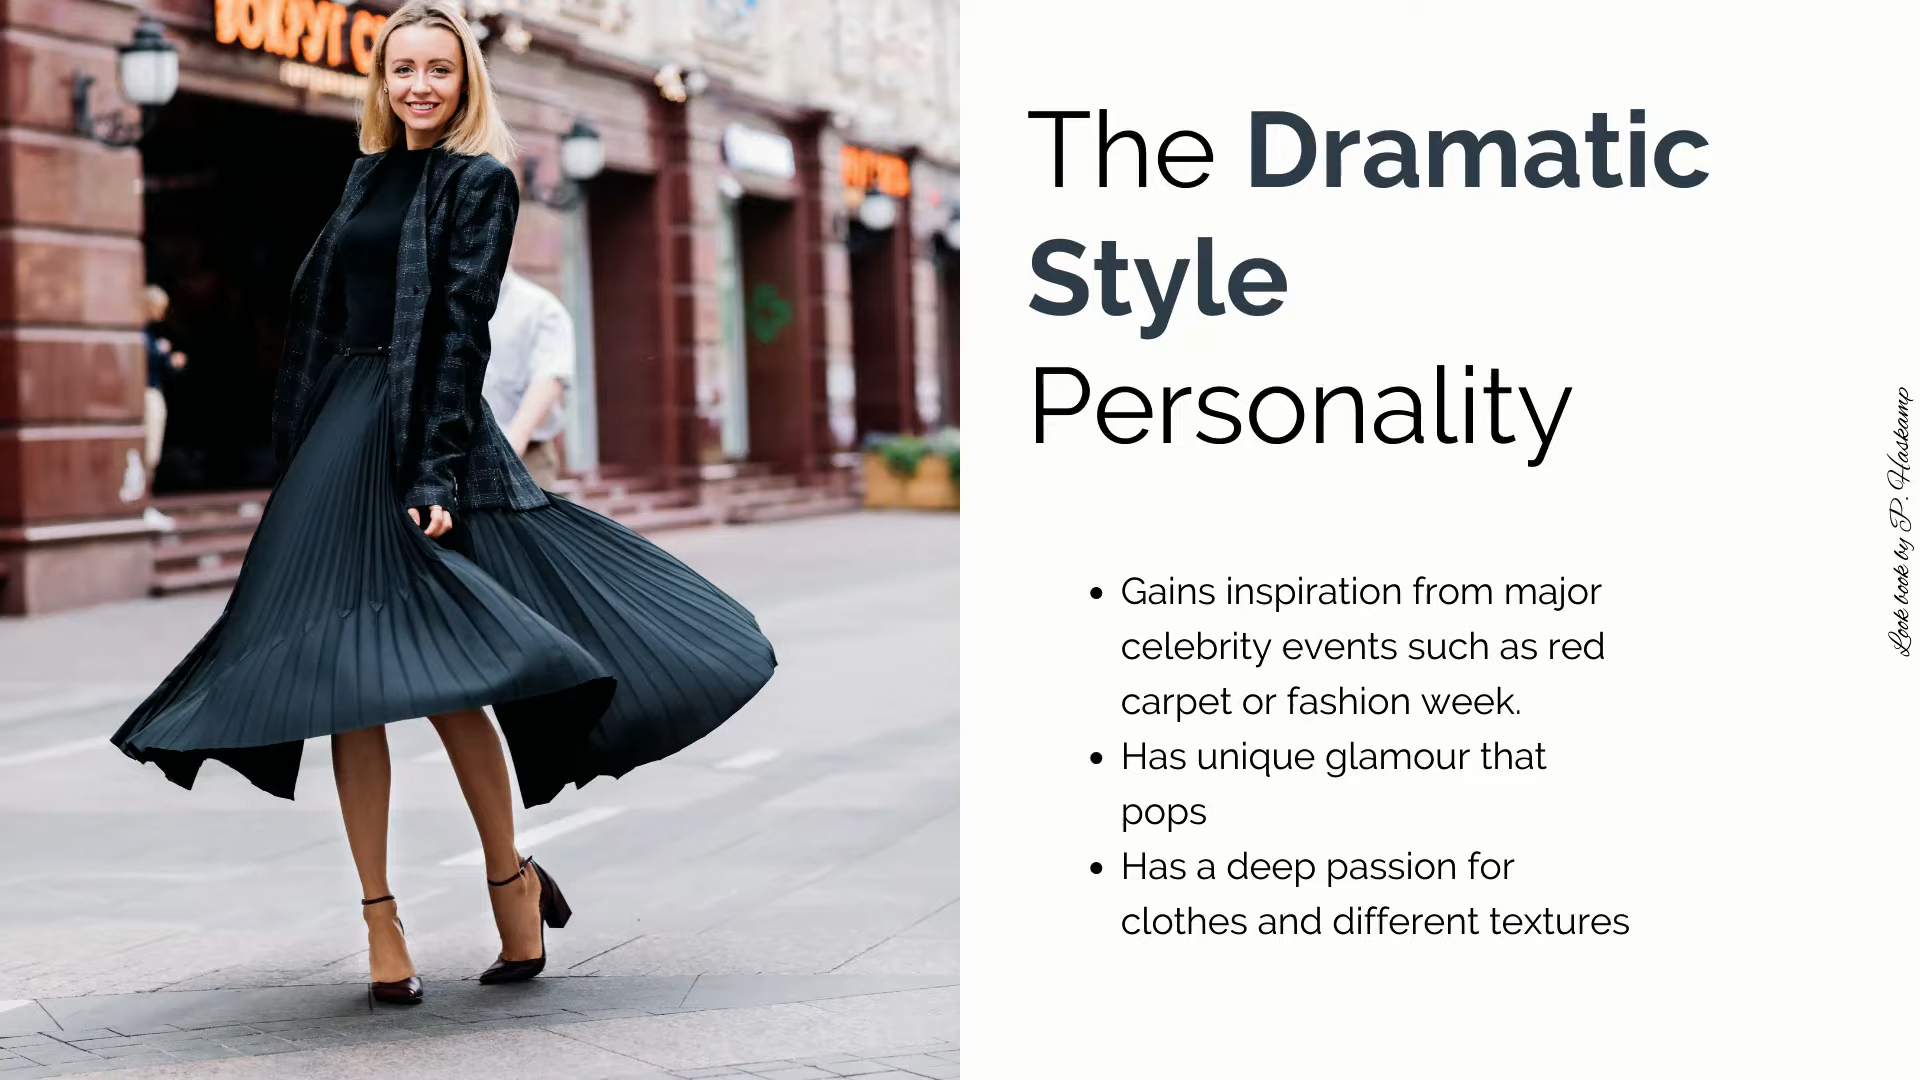 ВОКРУГ С
The Dramatic
Style
Personality
• Gains inspiration from major
celebrity events such as red
carpet or fashion week.
• Has unique glamour that
pops
• Has a deep passion for
clothes and different textures
Look book by P. Haskamp